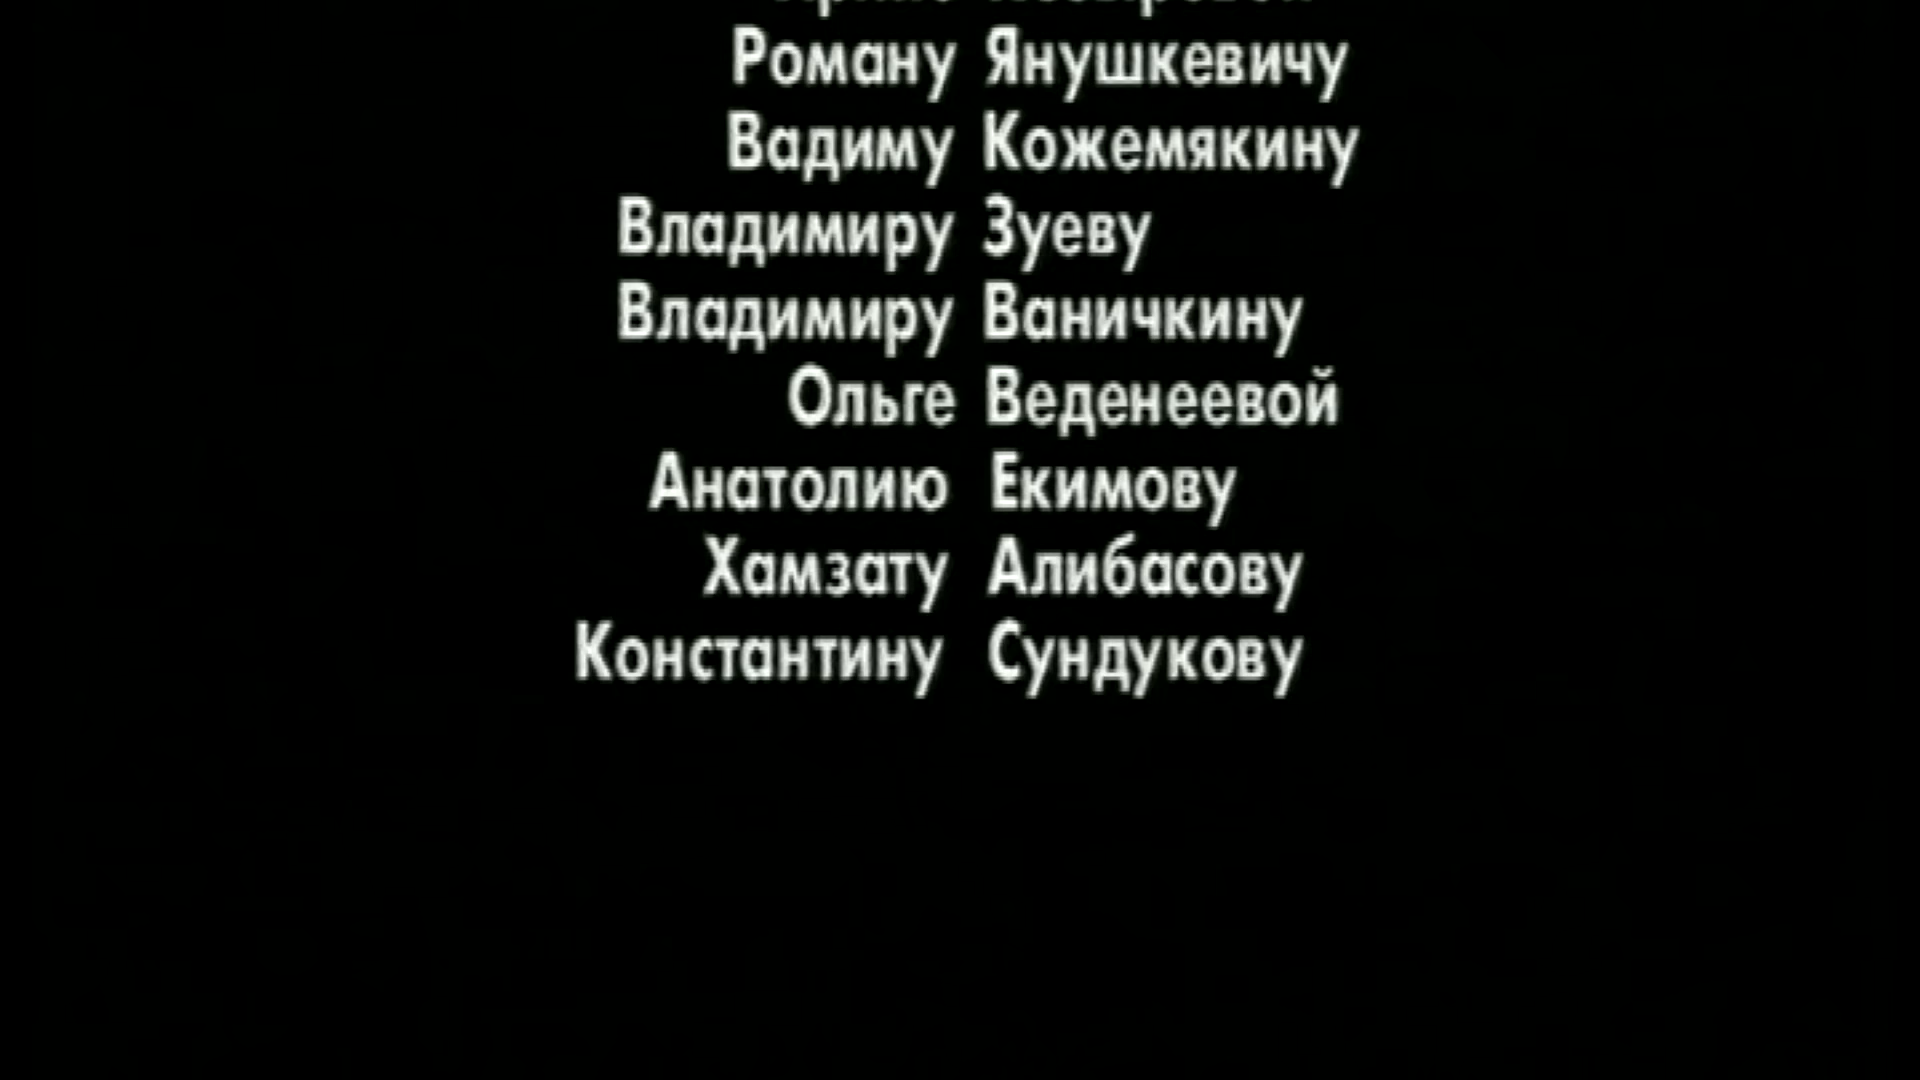 Роману Янушкевичу
Вадиму Кожемякину
Владимиру Зуеву
Владимиру Ваничкину
Ольге Веденеевой
Анатолию Екимову
Хамзату Алибасову
Константину Сундукову